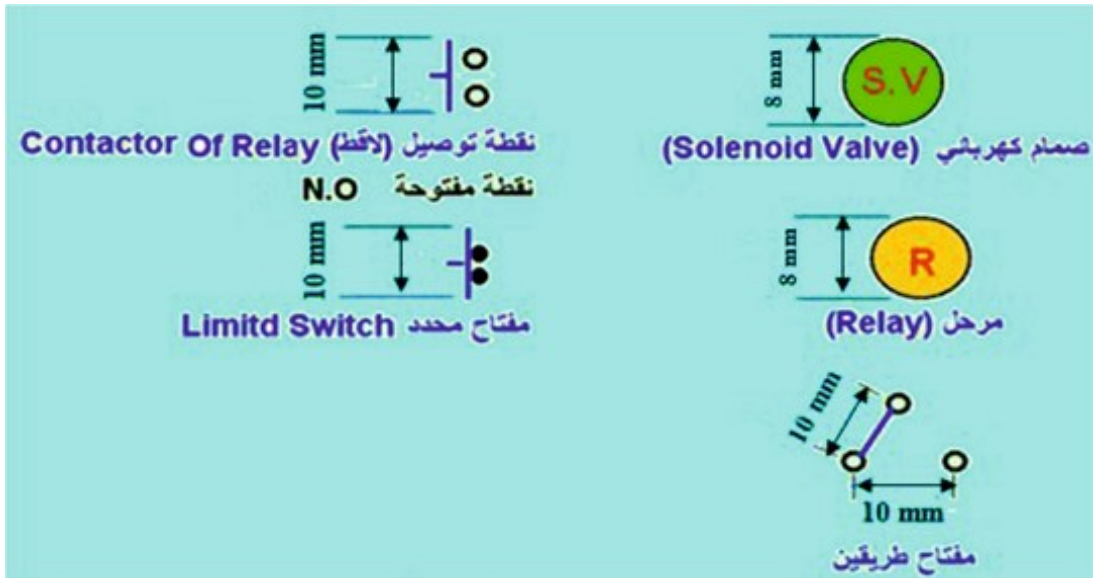 10 mm
Contactor Of Relay (لاقط) نقطة توصيل
N.O نقطة مفتوحة
10 mm
Limitd Switch مفتاح محدد
8 mm
S.V
صمام كهربائي (Solenoid Valve)
8 mm
R
مرحل (Relay)
10 mm
10 mm
مفتاح طريقين